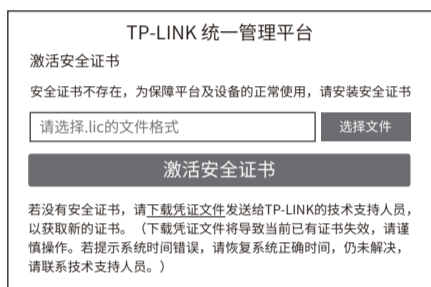 TP-LINK 统一管理平台
激活安全证书
安全证书不存在，为保障平台及设备的正常使用，请安装安全证书
请选择.lic的文件格式 选择文件
激活安全证书
若没有安全证书，请下载凭证文件发送给TP-LINK的技术支持人员，
以获取新的证书。（下载凭证文件将导致当前已有证书失效，请谨
慎操作。若提示系统时间错误，请恢复系统正确时间，仍未解决，
请联系技术支持人员。）